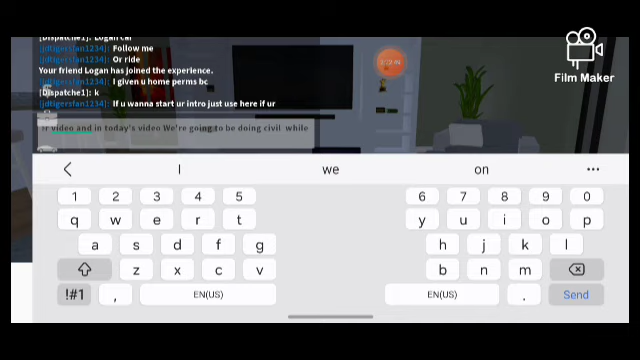 [Dispatche1]: Logan car
[jdtigersfan1234]: Follow me
[jdtigersfan1234]: Or ride
Your friend Logan has joined the experience.
[jdtigersfan1234]: I given u home perms bc
[Dispatche1]: k
[jdtigersfan1234]: If u wanna start ur intro just use here if ur
ur video and in today's video We're going to be doing civil while
Film Maker
I we on
1 2 3 4 5 6 7 8 9 0
q w e r t y u i o p
a s d f g h j k l
z x c v b n m
!#1 , EN(US) EN(US) . Send